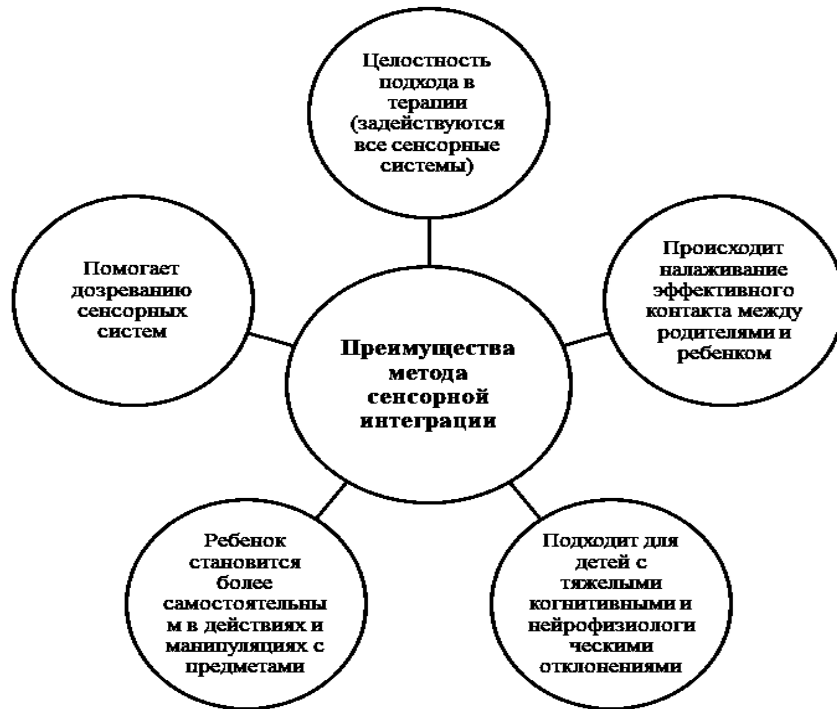 Целостность
подхода в
терапии
(задействуются
все сенсорные
системы)
Помогает
дозреванию
сенсорных
систем
Происходит
налаживание
эффективного
контакта между
родителями и
ребенком
Преимущества
метода
сенсорной
интеграции
Ребенок
становится
более
самостоятельны
м в действиях и
манипуляциях с
предметами
Подходит для
детей с
тяжелыми
когнитивными и
нейрофизиологи
ческими
отклонениями